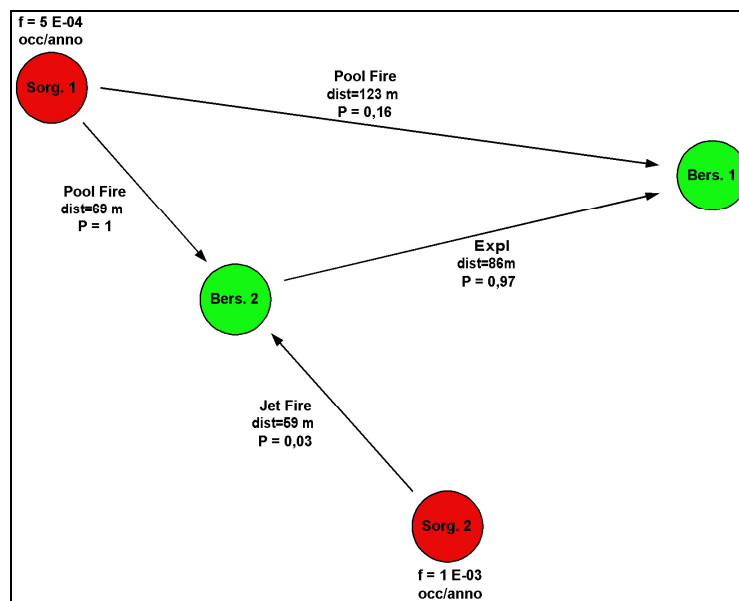 f = 5 E-04
occ/anno
Sorg. 1
Pool Fire
dist=123 m
P = 0,16
Bers. 1
Pool Fire
dist=69 m
P = 1
Expl
dist=86m
P = 0,97
Bers. 2
Jet Fire
dist=59 m
P = 0,03
Sorg. 2
f = 1 E-03
occ/anno